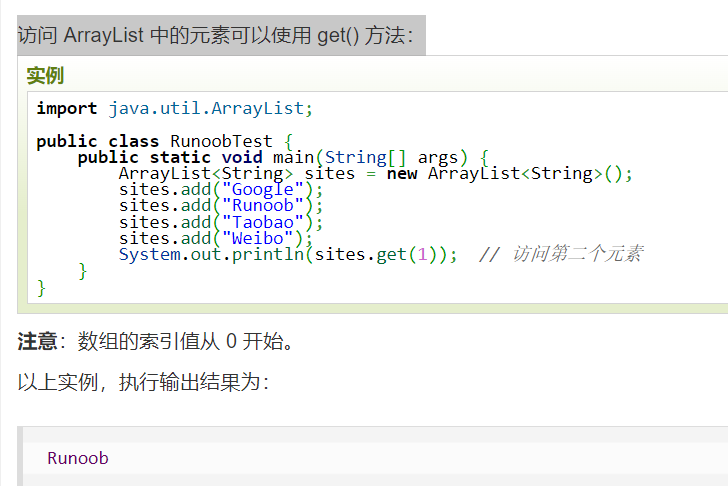 访问 ArrayList 中的元素可以使用 get() 方法：
实例
import java.util.ArrayList;
public class RunoobTest {
    public static void main(String[] args) {
        ArrayList<String> sites = new ArrayList<String>();
        sites.add("Google");
        sites.add("Runoob");
        sites.add("Taobao");
        sites.add("Weibo");
        System.out.println(sites.get(1));  // 访问第二个元素
    }
}
注意：数组的索引值从 0 开始。
以上实例，执行输出结果为：
Runoob